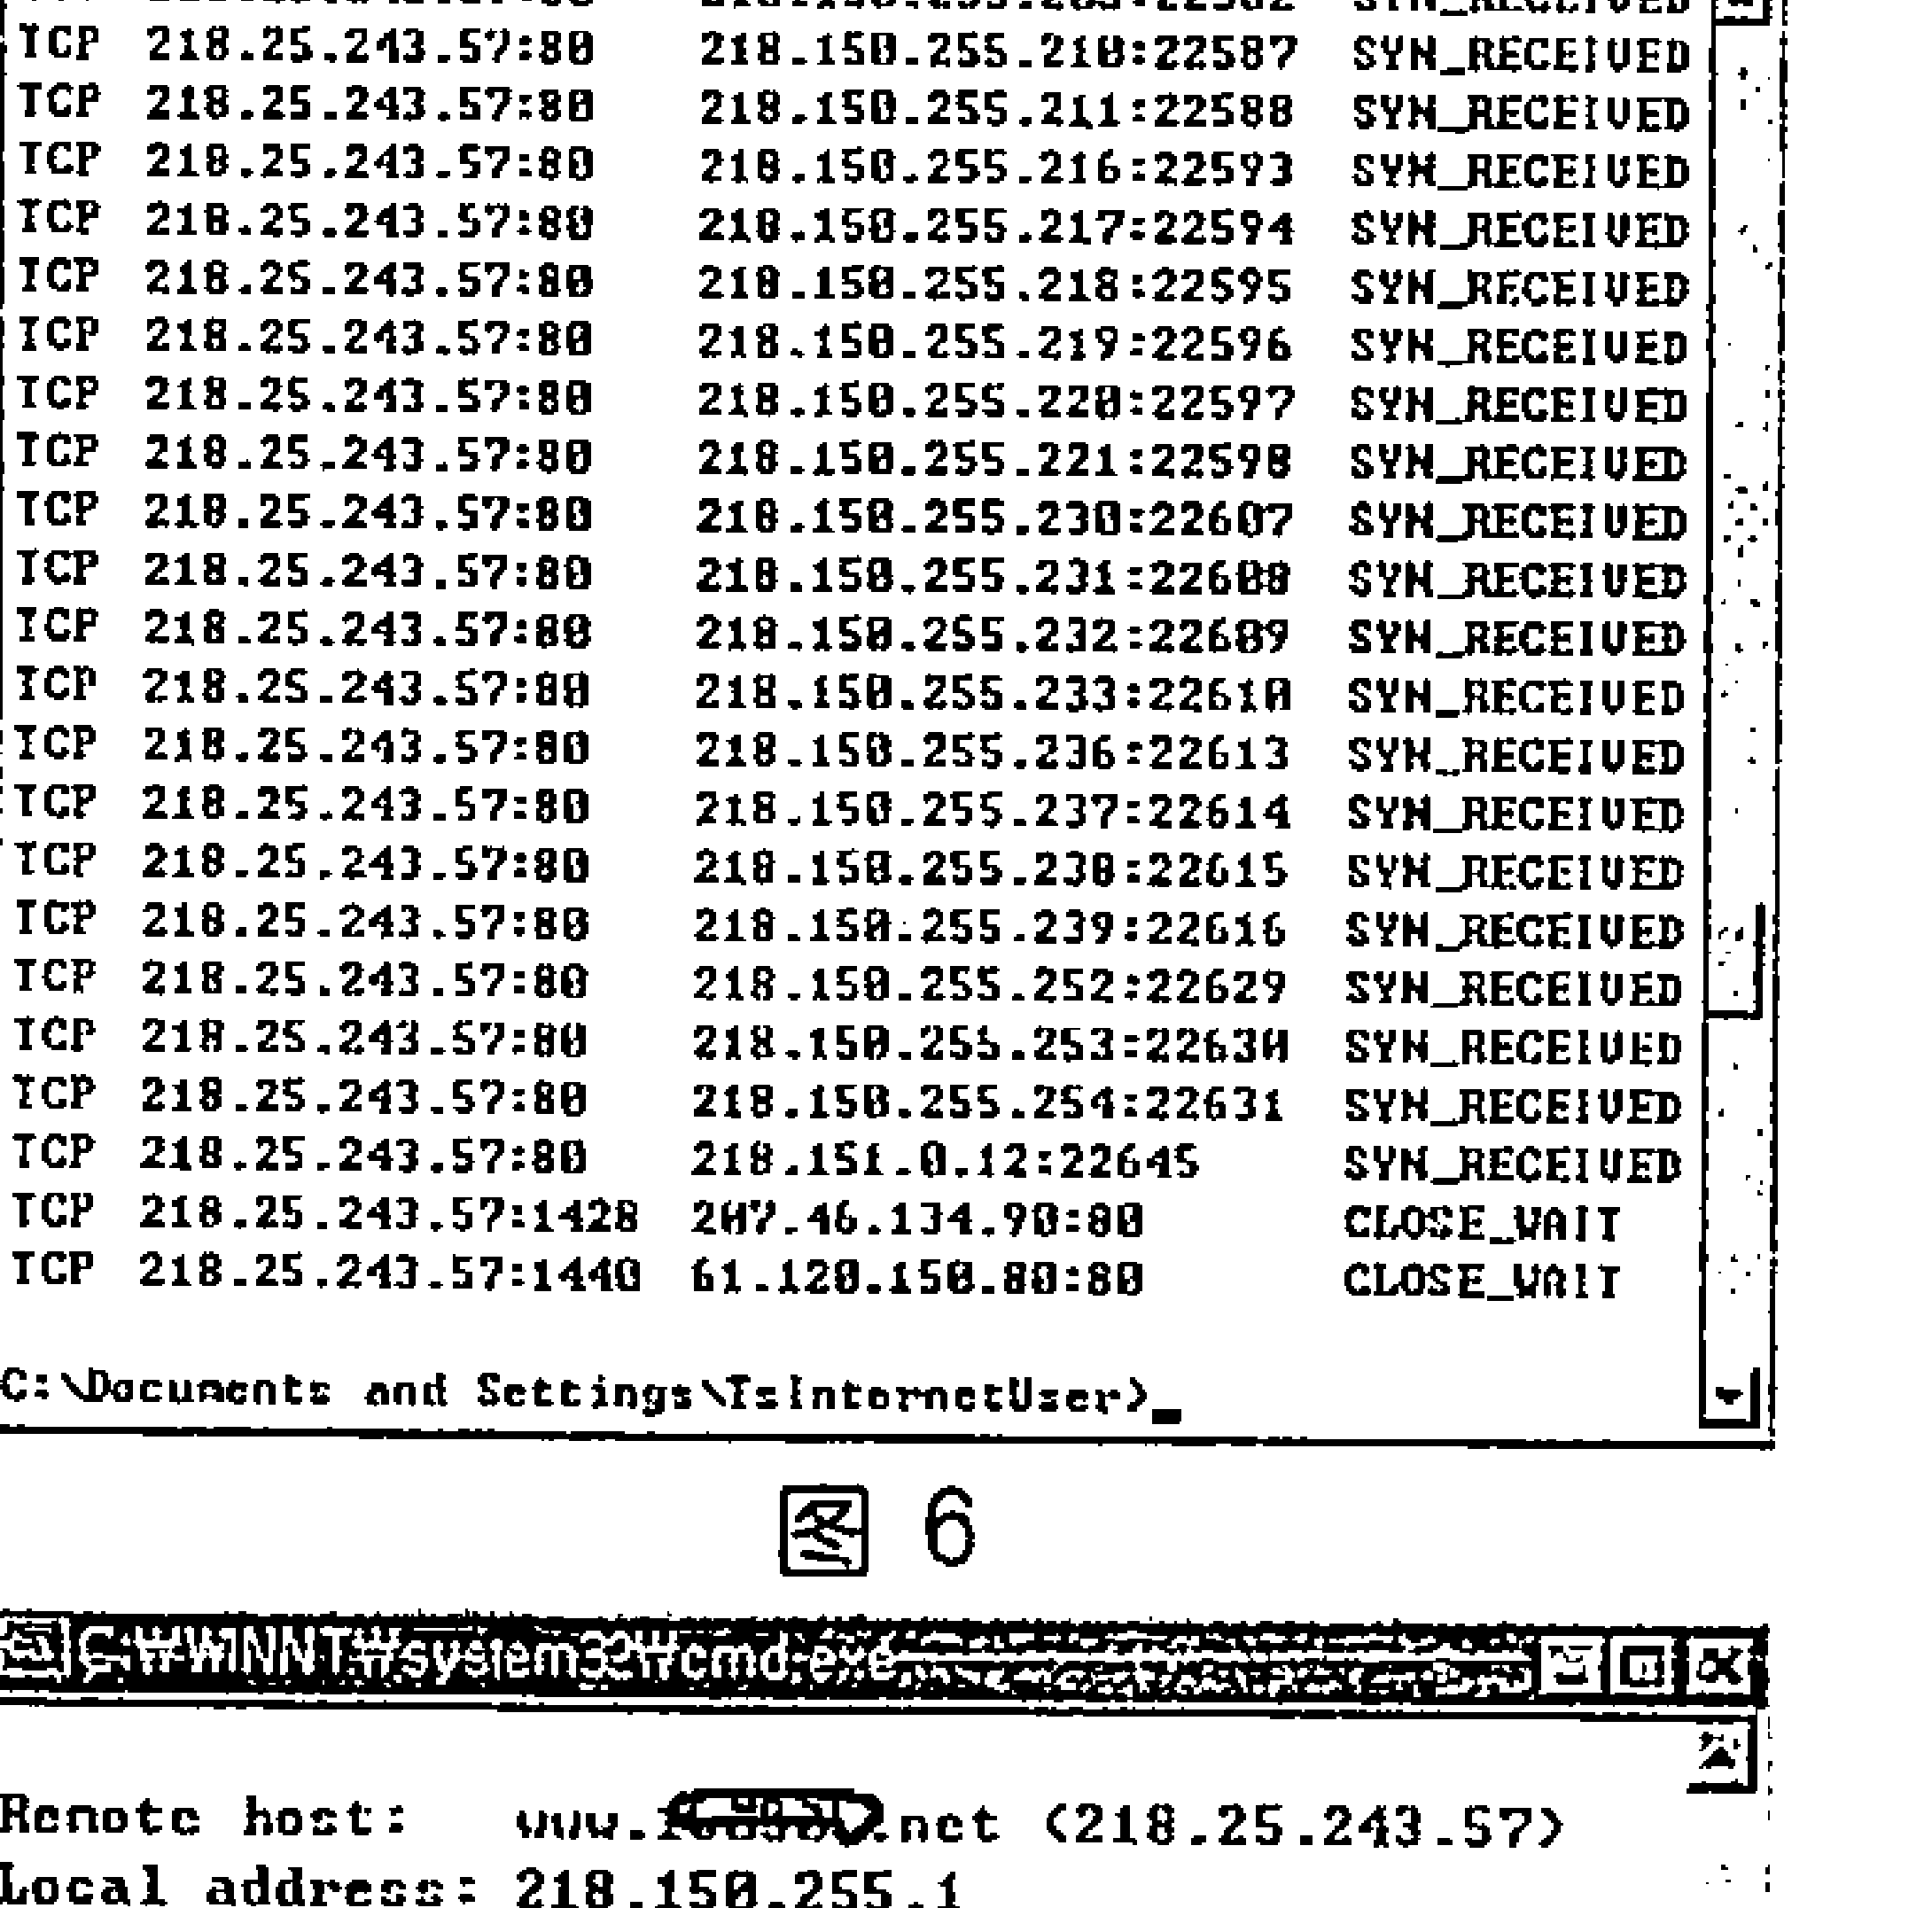 TCP 218.25.243.57:80 218.150.255.210:22587 SYN_RECEIVED
TCP 218.25.243.57:80 218.150.255.211:22588 SYN_RECEIVED
TCP 218.25.243.57:80 218.150.255.216:22593 SYN_RECEIVED
TCP 218.25.243.57:80 218.150.255.217:22594 SYN_RECEIVED
TCP 218.25.243.57:80 218.150.255.218:22595 SYN_RECEIVED
TCP 218.25.243.57:80 218.150.255.219:22596 SYN_RECEIVED
TCP 218.25.243.57:80 218.150.255.220:22597 SYN_RECEIVED
TCP 218.25.243.57:80 218.150.255.221:22598 SYN_RECEIVED
TCP 218.25.243.57:80 218.150.255.230:22607 SYN_RECEIVED
TCP 218.25.243.57:80 218.150.255.231:22608 SYN_RECEIVED
TCP 218.25.243.57:80 218.150.255.232:22609 SYN_RECEIVED
TCP 218.25.243.57:80 218.150.255.233:22610 SYN_RECEIVED
TCP 218.25.243.57:80 218.150.255.236:22613 SYN_RECEIVED
TCP 218.25.243.57:80 218.150.255.237:22614 SYN_RECEIVED
TCP 218.25.243.57:80 218.150.255.238:22615 SYN_RECEIVED
TCP 218.25.243.57:80 218.150.255.239:22616 SYN_RECEIVED
TCP 218.25.243.57:80 218.150.255.252:22629 SYN_RECEIVED
TCP 218.25.243.57:80 218.150.255.253:22630 SYN_RECEIVED
TCP 218.25.243.57:80 218.150.255.254:22631 SYN_RECEIVED
TCP 218.25.243.57:80 218.151.0.12:22645 SYN_RECEIVED
TCP 218.25.243.57:1428 207.46.134.90:80 CLOSE_WAIT
TCP 218.25.243.57:1440 61.120.150.80:80 CLOSE_WAIT
C:\Documents and Settings\TsInternetUser>_
图 6
C:₩WINNT₩system32₩cmd.exe
Remote host: www. .net (218.25.243.57)
Local address: 218.150.255.1